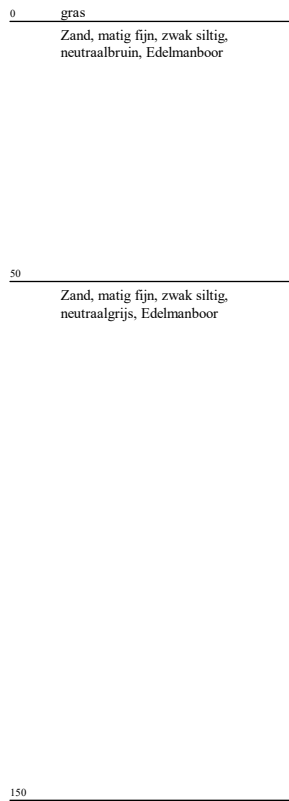 0 gras
Zand, matig fijn, zwak siltig,
neutraalbruin, Edelmanboor
50
Zand, matig fijn, zwak siltig,
neutraalgrijs, Edelmanboor
150